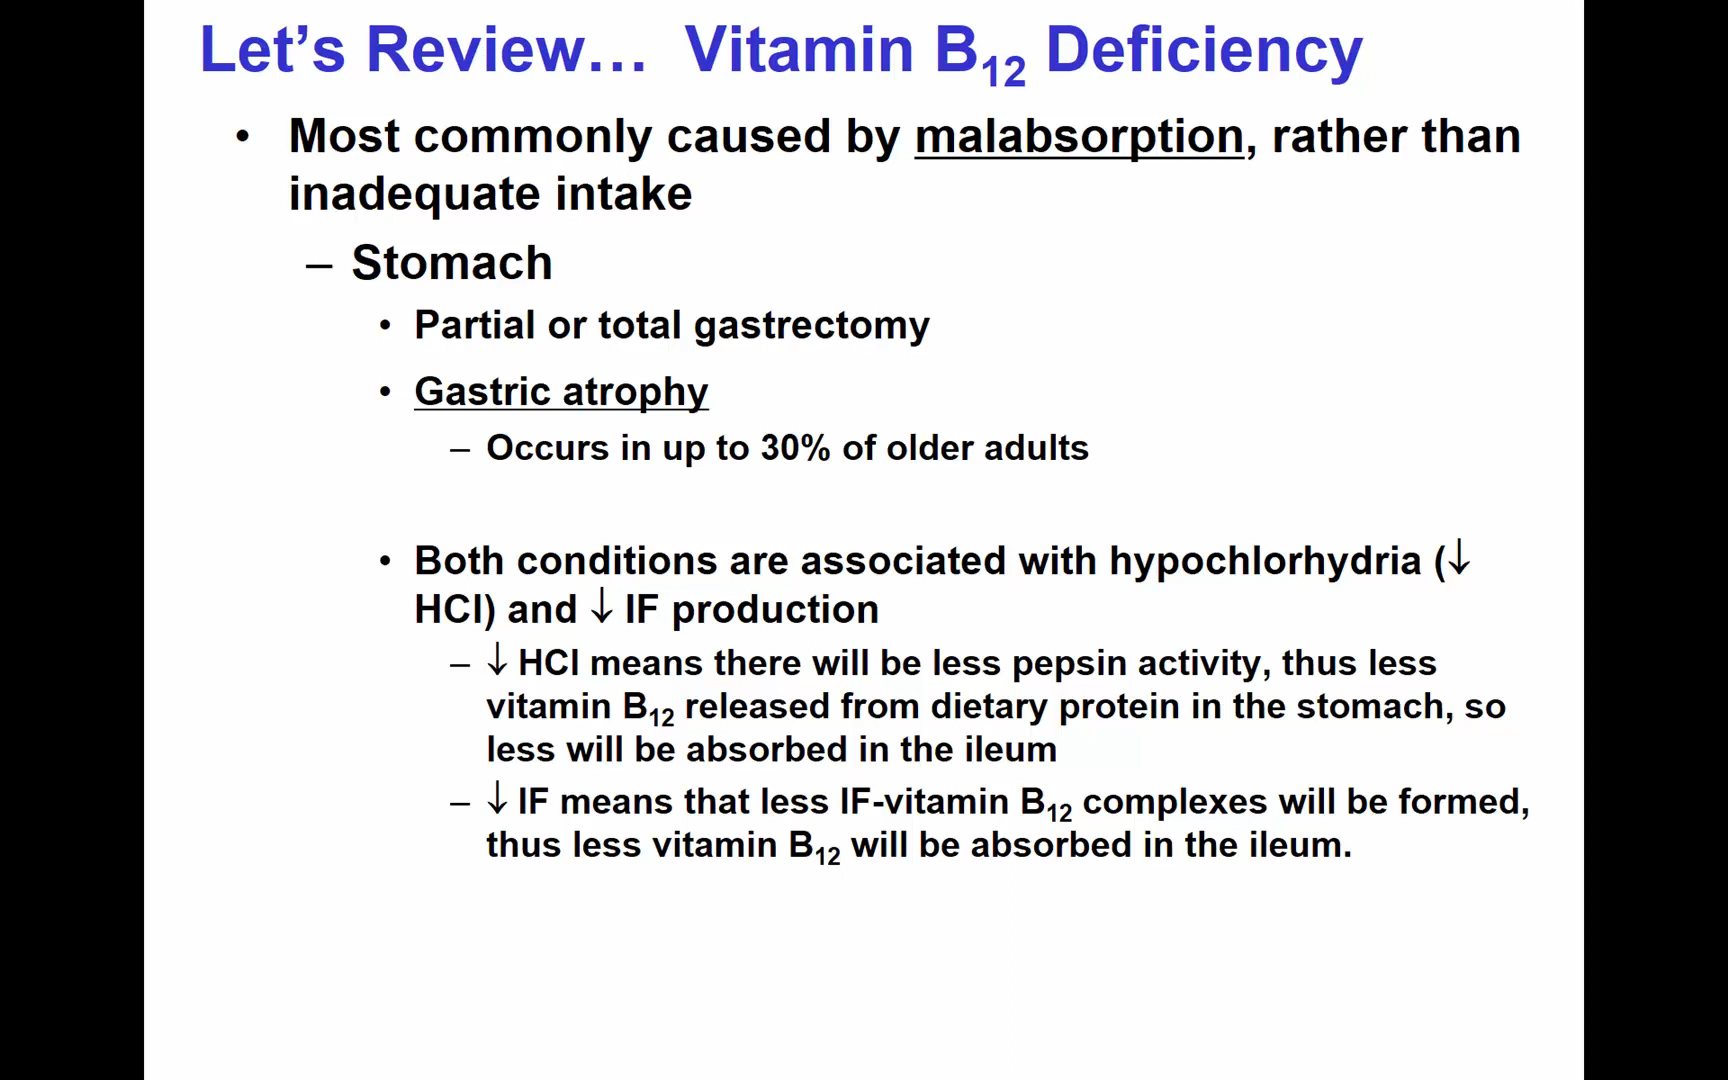 Let’s Review… Vitamin B12 Deficiency
• Most commonly caused by malabsorption, rather than
inadequate intake
– Stomach
• Partial or total gastrectomy
• Gastric atrophy
– Occurs in up to 30% of older adults
• Both conditions are associated with hypochlorhydria (↓
HCl) and ↓ IF production
– ↓ HCl means there will be less pepsin activity, thus less
vitamin B12 released from dietary protein in the stomach, so
less will be absorbed in the ileum
– ↓ IF means that less IF-vitamin B12 complexes will be formed,
thus less vitamin B12 will be absorbed in the ileum.